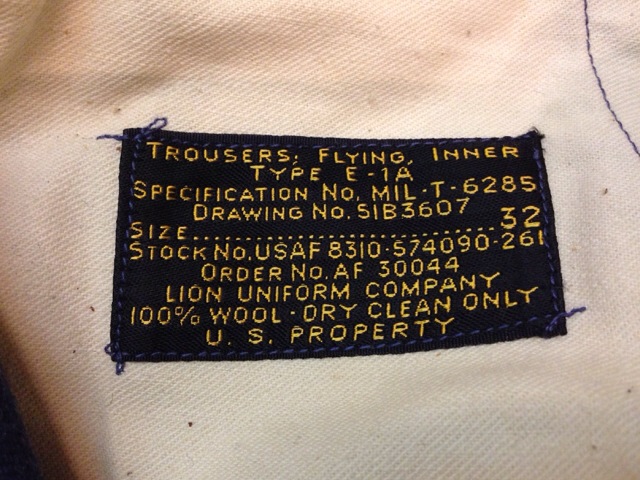 TROUSERS, FLYING, INNER
TYPE E-1A
SPECIFICATION NO. MIL-T-6285
DRAWING NO. 51B3607
SIZE........................32
STOCK NO. USAF 8310-574090-261
ORDER NO. AF 30044
LION UNIFORM COMPANY
100% WOOL-DRY CLEAN ONLY
U. S. PROPERTY